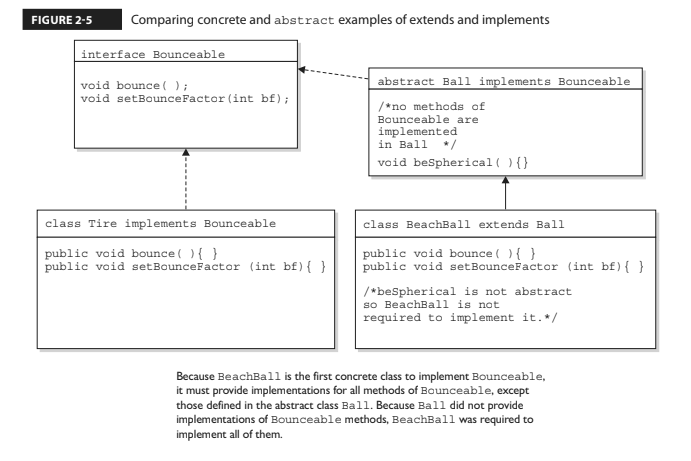 FIGURE 2-5 Comparing concrete and abstract examples of extends and implements
interface Bounceable
void bounce( );
void setBounceFactor(int bf);
abstract Ball implements Bounceable
/*no methods of
Bounceable are
implemented
in Ball */
void beSpherical( ){}
class Tire implements Bounceable
public void bounce( ){ }
public void setBounceFactor (int bf){ }
class BeachBall extends Ball
public void bounce( ){ }
public void setBounceFactor (int bf){ }
/*beSpherical is not abstract
so BeachBall is not
required to implement it.*/
Because BeachBall is the first concrete class to implement Bounceable,
it must provide implementations for all methods of Bounceable, except
those defined in the abstract class Ball. Because Ball did not provide
implementations of Bounceable methods, BeachBall was required to
implement all of them.